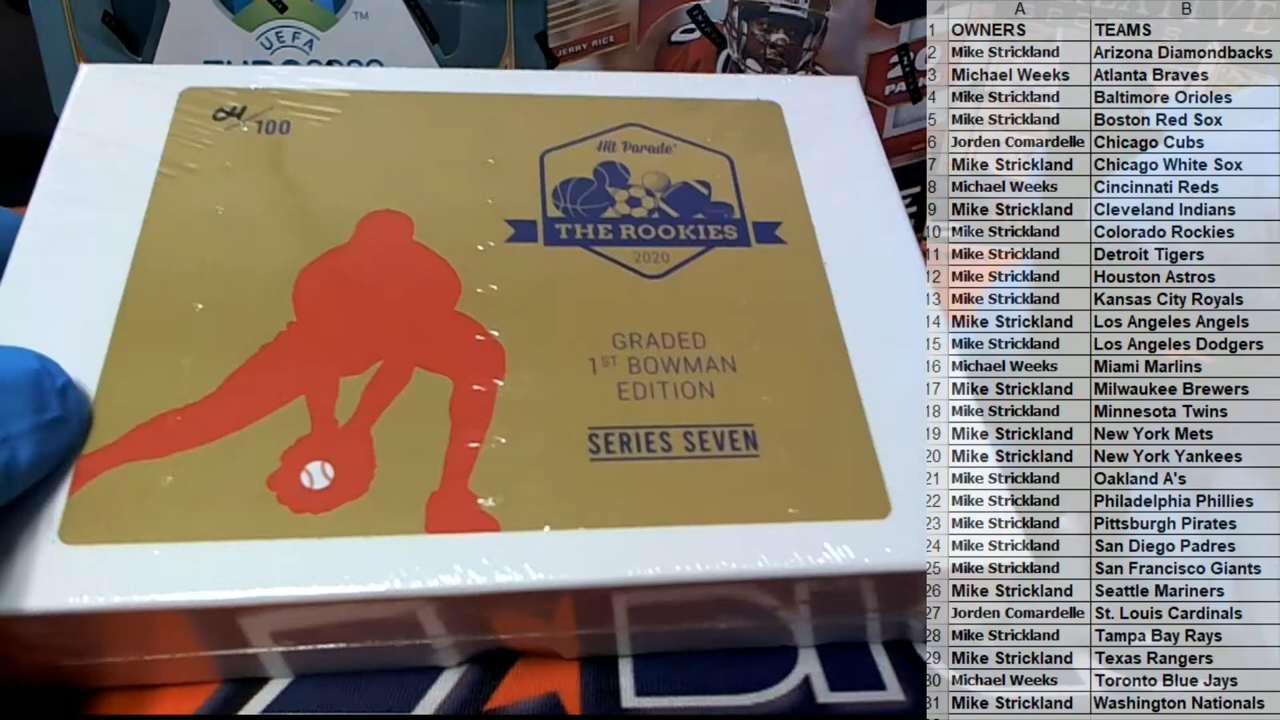 UEFA
TM
JERRY RICE
24/100
Hit Parade
THE ROOKIES
2020
GRADED
1ST BOWMAN
EDITION
SERIES SEVEN
A B
1 OWNERS TEAMS
2 Mike Strickland Arizona Diamondbacks
3 Michael Weeks Atlanta Braves
4 Mike Strickland Baltimore Orioles
5 Mike Strickland Boston Red Sox
6 Jorden Comardelle Chicago Cubs
7 Mike Strickland Chicago White Sox
8 Michael Weeks Cincinnati Reds
9 Mike Strickland Cleveland Indians
10 Mike Strickland Colorado Rockies
11 Mike Strickland Detroit Tigers
12 Mike Strickland Houston Astros
13 Mike Strickland Kansas City Royals
14 Mike Strickland Los Angeles Angels
15 Mike Strickland Los Angeles Dodgers
16 Michael Weeks Miami Marlins
17 Mike Strickland Milwaukee Brewers
18 Mike Strickland Minnesota Twins
19 Mike Strickland New York Mets
20 Mike Strickland New York Yankees
21 Mike Strickland Oakland A's
22 Mike Strickland Philadelphia Phillies
23 Mike Strickland Pittsburgh Pirates
24 Mike Strickland San Diego Padres
25 Mike Strickland San Francisco Giants
26 Mike Strickland Seattle Mariners
27 Jorden Comardelle St. Louis Cardinals
28 Mike Strickland Tampa Bay Rays
29 Mike Strickland Texas Rangers
30 Michael Weeks Toronto Blue Jays
31 Mike Strickland Washington Nationals